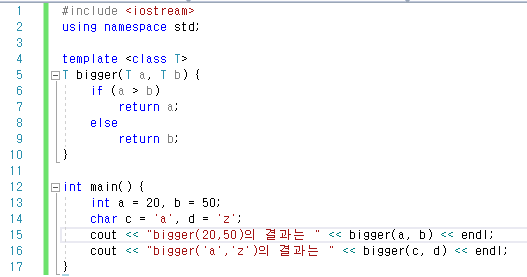 1 #include <iostream>
2 using namespace std;
3
4 template <class T>
5 T bigger(T a, T b) {
6 if (a > b)
7 return a;
8 else
9 return b;
10 }
11
12 int main() {
13 int a = 20, b = 50;
14 char c = 'a', d = 'z';
15 cout << "bigger(20,50)의 결과는 " << bigger(a, b) << endl;
16 cout << "bigger('a','z')의 결과는 " << bigger(c, d) << endl;
17 }